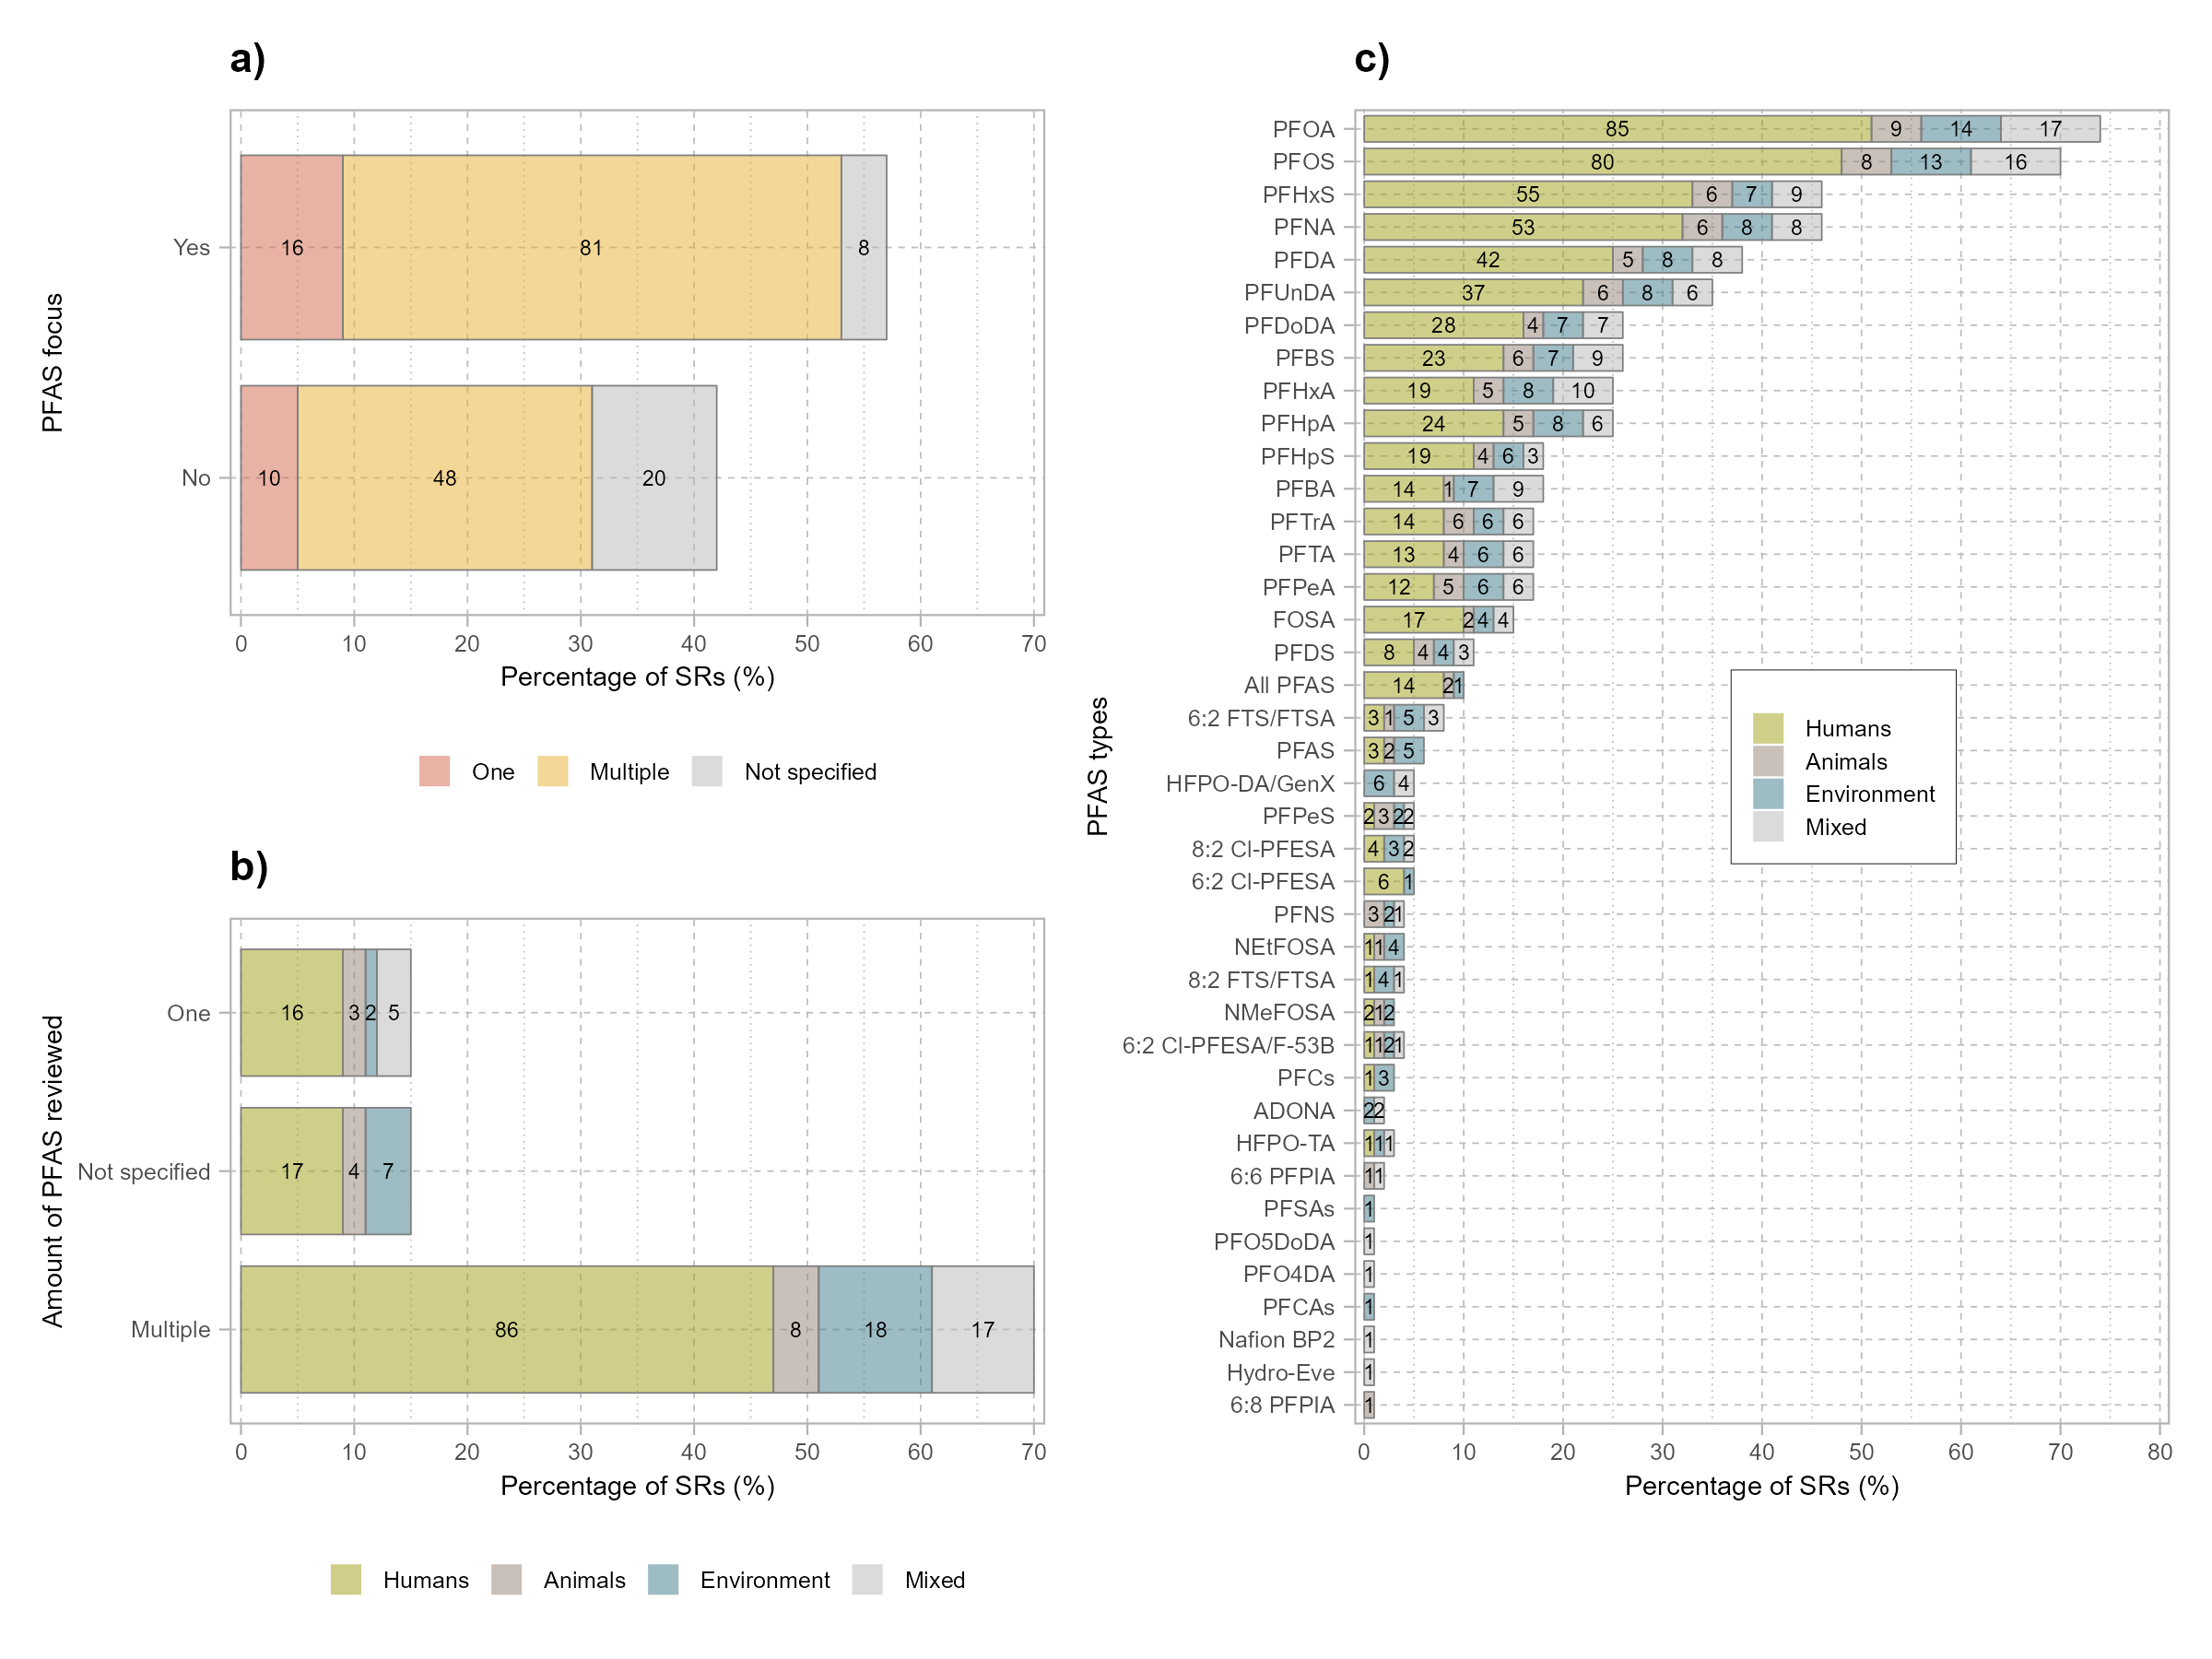 a)
PFAS focus
Yes
16 81 8
No
10 48 20
0 10 20 30 40 50 60 70
Percentage of SRs (%)
One Multiple Not specified
b)
Amount of PFAS reviewed
One
16 3 2 5
Not specified
17 4 7
Multiple
86 8 18 17
0 10 20 30 40 50 60 70
Percentage of SRs (%)
Humans Animals Environment Mixed
c)
PFAS types
PFOA 85 9 14 17
PFOS 80 8 13 16
PFHxS 55 6 7 9
PFNA 53 6 8 8
PFDA 42 5 8 8
PFUnDA 37 6 8 6
PFDoDA 28 4 7 7
PFBS 23 6 7 9
PFHxA 19 5 8 10
PFHpA 24 5 8 6
PFHpS 19 4 6 3
PFBA 14 1 7 9
PFTrA 14 6 6 6
PFTA 13 4 6 6
PFPeA 12 5 6 6
FOSA 17 2 4 4
PFDS 8 4 4 3
All PFAS 14 2 1
6:2 FTS/FTSA 3 1 5 3
PFAS 3 2 5
HFPO-DA/GenX 6 4
PFPeS 2 3 2 2
8:2 Cl-PFESA 4 3 2
6:2 Cl-PFESA 6 1
PFNS 3 2 1
NEtFOSA 1 1 4
8:2 FTS/FTSA 1 4 1
NMeFOSA 2 1 2
6:2 Cl-PFESA/F-53B 1 1 2 1
PFCs 1 3
ADONA 2 2
HFPO-TA 1 1 1
6:6 PFPIA 1 1
PFSAs 1
PFO5DoDA 1
PFO4DA 1
PFCAs 1
Nafion BP2 1
Hydro-Eve 1
6:8 PFPIA 1
0 10 20 30 40 50 60 70 80
Percentage of SRs (%)
Humans
Animals
Environment
Mixed